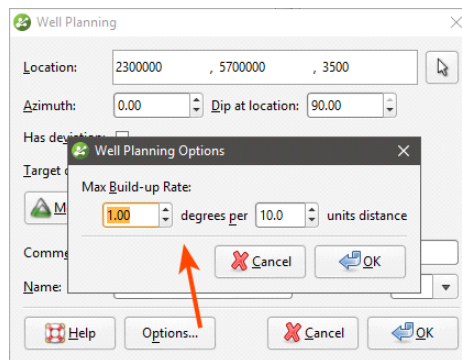 Well Planning
Location: 2300000 , 5700000 , 3500
Azimuth: 0.00 Dip at location: 90.00
Has deviation:
Well Planning Options
Target
Max Build-up Rate:
1.00 degrees per 10.0 units distance
Cancel OK
Name:
Help Options... Cancel OK